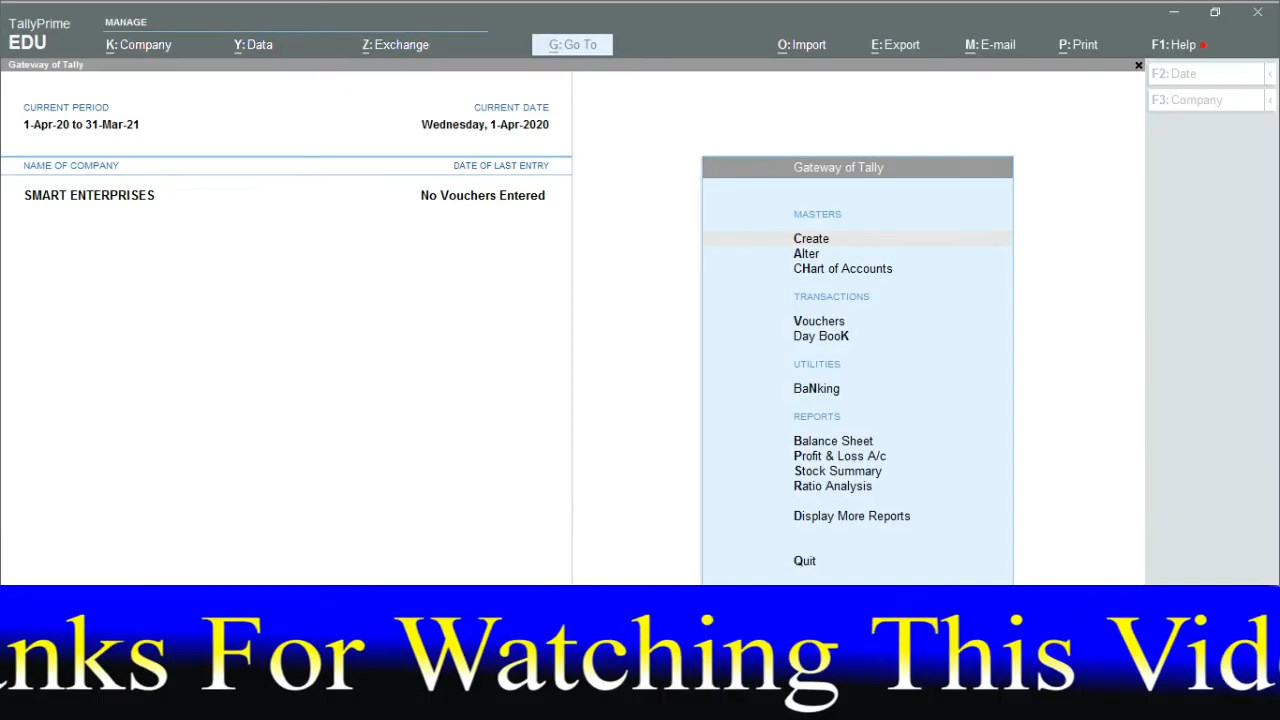 TallyPrime
EDU
MANAGE
K: Company
Y: Data
Z: Exchange
G: Go To
O: Import
E: Export
M: E-mail
P: Print
F1: Help
Gateway of Tally
F2: Date
F3: Company
CURRENT PERIOD
CURRENT DATE
1-Apr-20 to 31-Mar-21
Wednesday, 1-Apr-2020
NAME OF COMPANY
DATE OF LAST ENTRY
SMART ENTERPRISES
No Vouchers Entered
Gateway of Tally
MASTERS
Create
Alter
CHart of Accounts
TRANSACTIONS
Vouchers
Day BooK
UTILITIES
BaNking
REPORTS
Balance Sheet
Profit & Loss A/c
Stock Summary
Ratio Analysis
Display More Reports
Quit
anks For Watching This Vide